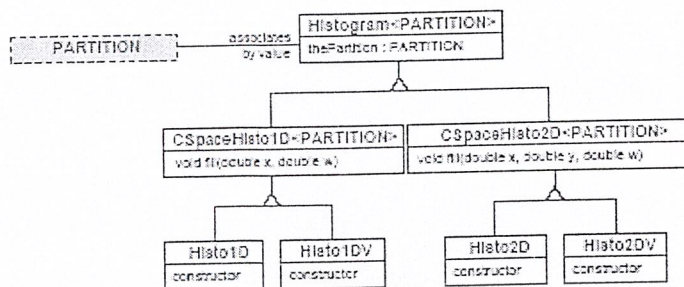 Histogram<PARTITION>
PARTITION
associates
by value
thePartition : PARTITION
CSpaceHisto1D<PARTITION>
void fill(double x, double w)
CSpaceHisto2D<PARTITION>
void fill(double x, double y, double w)
Histo1D
constructor
Histo1DV
constructor
Histo2D
constructor
Histo2DV
constructor